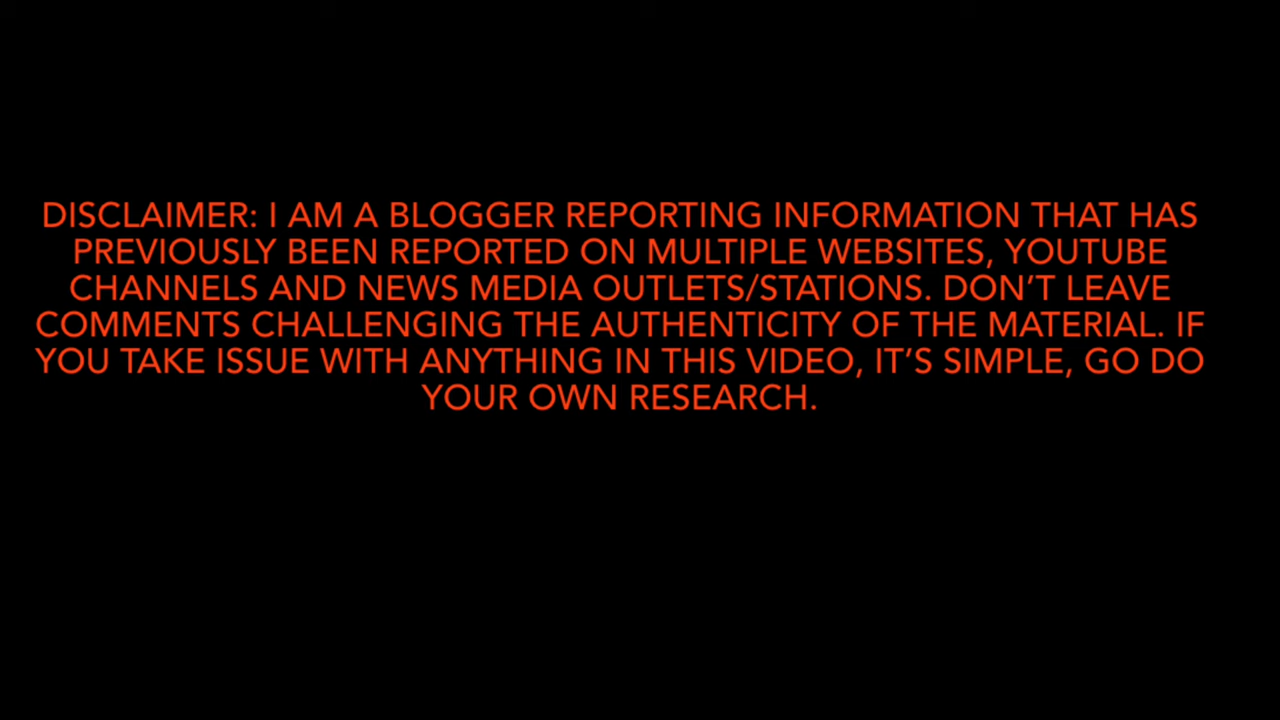 DISCLAIMER: I AM A BLOGGER REPORTING INFORMATION THAT HAS
PREVIOUSLY BEEN REPORTED ON MULTIPLE WEBSITES, YOUTUBE
CHANNELS AND NEWS MEDIA OUTLETS/STATIONS. DON’T LEAVE
COMMENTS CHALLENGING THE AUTHENTICITY OF THE MATERIAL. IF
YOU TAKE ISSUE WITH ANYTHING IN THIS VIDEO, IT’S SIMPLE, GO DO
YOUR OWN RESEARCH.